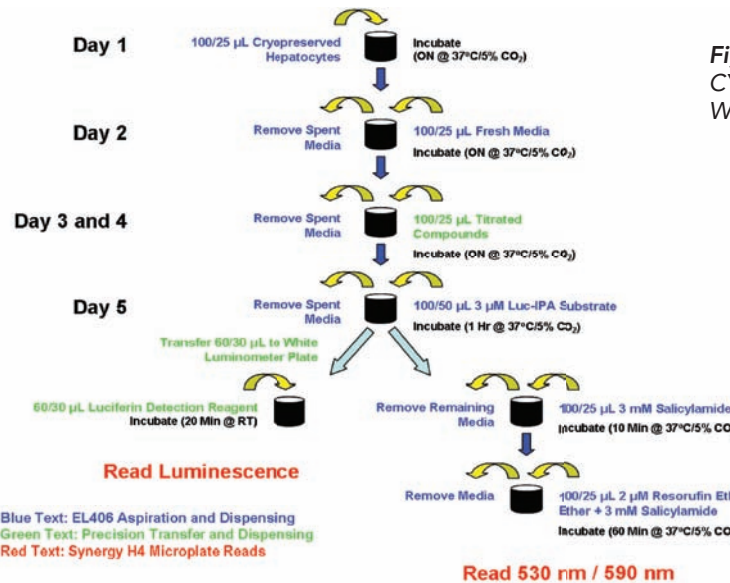 Day 1
100/25 µL Cryopreserved
Hepatocytes
Incubate
(ON @ 37ºC/5% CO₂)
Day 2
Remove Spent
Media
100/25 µL Fresh Media
Incubate (ON @ 37ºC/5% CO₂)
Day 3 and 4
Remove Spent
Media
100/25 µL Titrated
Compounds
Incubate (ON @ 37ºC/5% CO₂)
Day 5
Remove Spent
Media
100/50 µL 3 µM Luc-IPA Substrate
Incubate (1 Hr @ 37ºC/5% CO₂)
Transfer 60/30 µL to White
Luminometer Plate
60/30 µL Luciferin Detection Reagent
Incubate (20 Min @ RT)
Read Luminescence
Remove Remaining
Media
100/25 µL 3 mM Salicylamide
Incubate (10 Min @ 37ºC/5% CO
Remove Media
100/25 µL 2 µM Resorufin Eth
Ether + 3 mM Salicylamide
Incubate (60 Min @ 37ºC/5% CO
Read 530 nm / 590 nm
Blue Text: EL406 Aspiration and Dispensing
Green Text: Precision Transfer and Dispensing
Red Text: Synergy H4 Microplate Reads